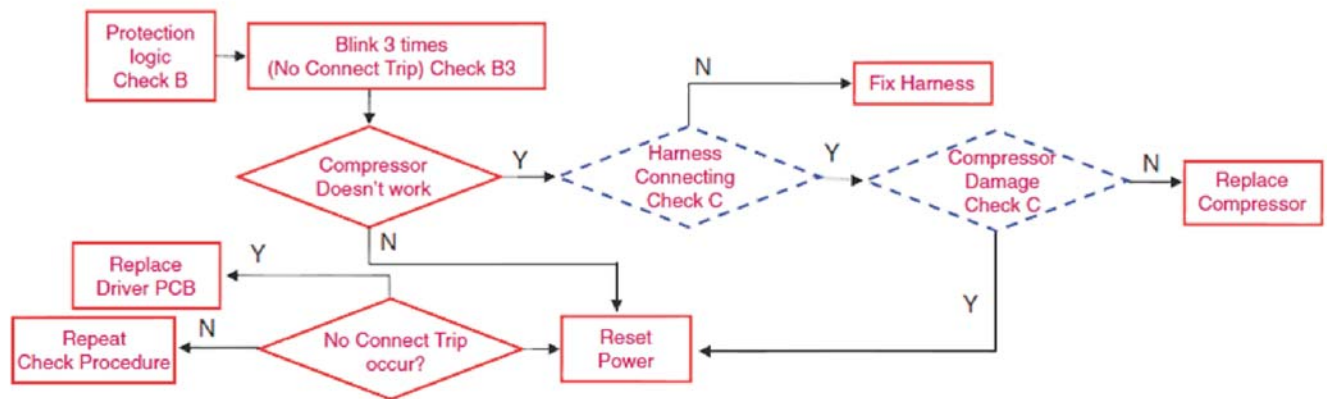 Protection
logic
Check B
Blink 3 times
(No Connect Trip) Check B3
N
Fix Harness
Compressor
Doesn't work
Y
Harness
Connecting
Check C
Y
Compressor
Damage
Check C
N
Replace
Compressor
N
Replace
Driver PCB
Y
Y
Repeat
Check Procedure
N
No Connect Trip
occur?
Reset
Power